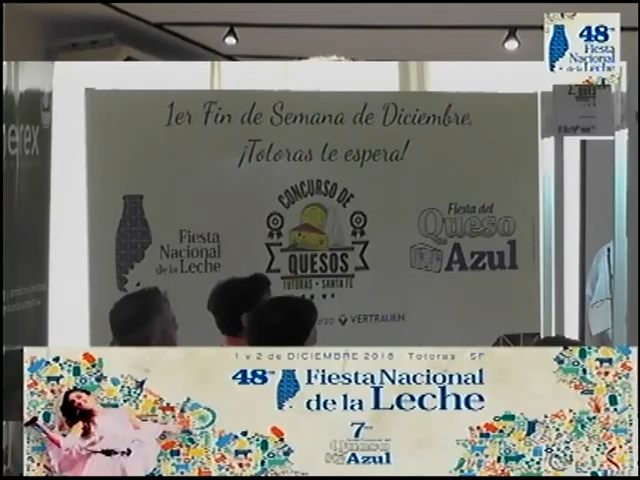 48
Fiesta
Nacional
de la Leche
1er Fin de Semana de Diciembre.
¡Totoras te espera!
CONCURSO DE
QUESOS
TOTORAS • SANTA FE
Fiesta
Nacional
de la Leche
Fiesta del
Queso
Azul
VERTRAUEN
1 y 2 de DICIEMBRE 2018 Totoras SF
48
Fiesta Nacional
de la Leche
7
Queso
Azul